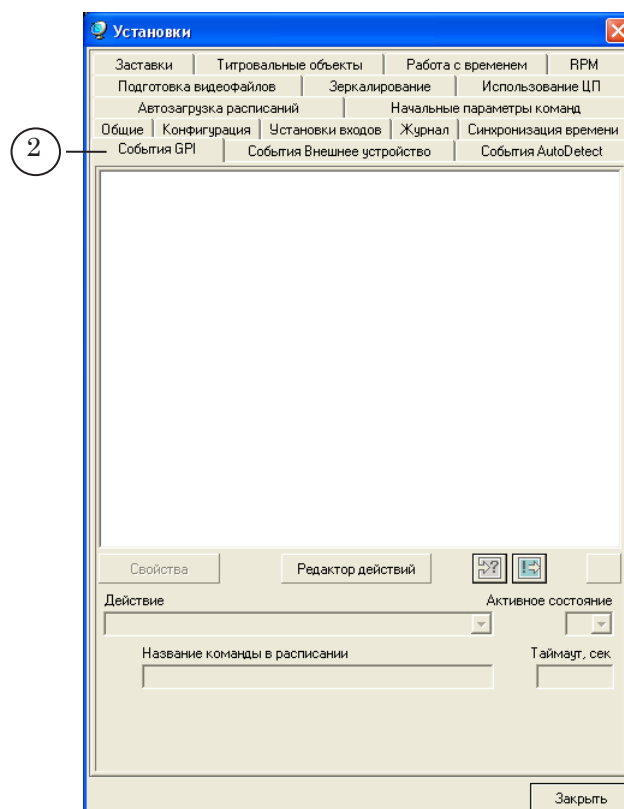 Установки
Заставки Титровальные объекты Работа с временем RPM
Подготовка видеофайлов Зеркалирование Использование ЦП
Автозагрузка расписаний Начальные параметры команд
Общие Конфигурация Установки входов Журнал Синхронизация времени
2 События GPI События Внешнее устройство События AutoDetect
Свойства Редактор действий
Действие Активное состояние
Название команды в расписании Таймаут, сек
Закрыть